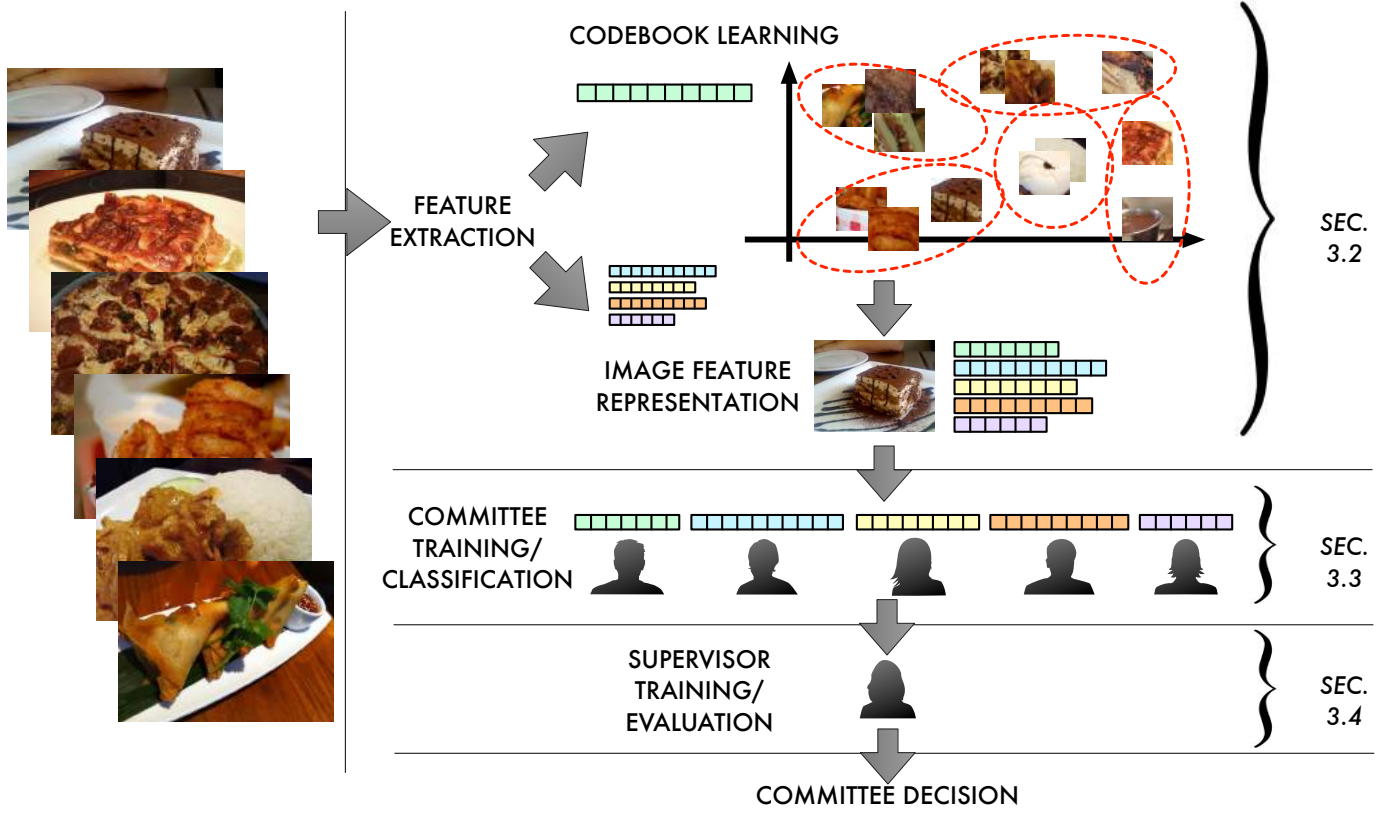 CODEBOOK LEARNING
FEATURE
EXTRACTION
SEC.
3.2
IMAGE FEATURE
REPRESENTATION
COMMITTEE
TRAINING/
CLASSIFICATION
SEC.
3.3
SUPERVISOR
TRAINING/
EVALUATION
SEC.
3.4
COMMITTEE DECISION